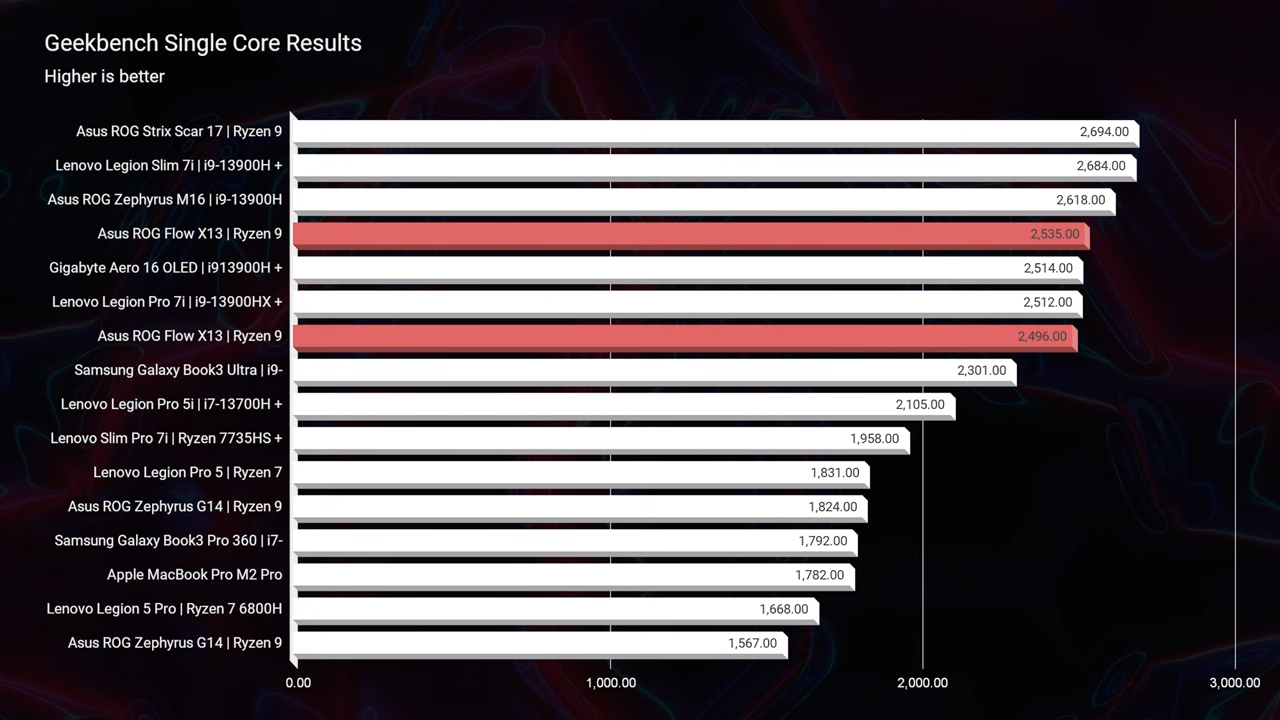 Geekbench Single Core Results
Higher is better
Asus ROG Strix Scar 17 | Ryzen 9 2,694.00
Lenovo Legion Slim 7i | i9-13900H + 2,684.00
Asus ROG Zephyrus M16 | i9-13900H 2,618.00
Asus ROG Flow X13 | Ryzen 9 2,535.00
Gigabyte Aero 16 OLED | i913900H + 2,514.00
Lenovo Legion Pro 7i | i9-13900HX + 2,512.00
Asus ROG Flow X13 | Ryzen 9 2,496.00
Samsung Galaxy Book3 Ultra | i9- 2,301.00
Lenovo Legion Pro 5i | i7-13700H + 2,105.00
Lenovo Slim Pro 7i | Ryzen 7735HS + 1,958.00
Lenovo Legion Pro 5 | Ryzen 7 1,831.00
Asus ROG Zephyrus G14 | Ryzen 9 1,824.00
Samsung Galaxy Book3 Pro 360 | i7- 1,792.00
Apple MacBook Pro M2 Pro 1,782.00
Lenovo Legion 5 Pro | Ryzen 7 6800H 1,668.00
Asus ROG Zephyrus G14 | Ryzen 9 1,567.00
0.00 1,000.00 2,000.00 3,000.00